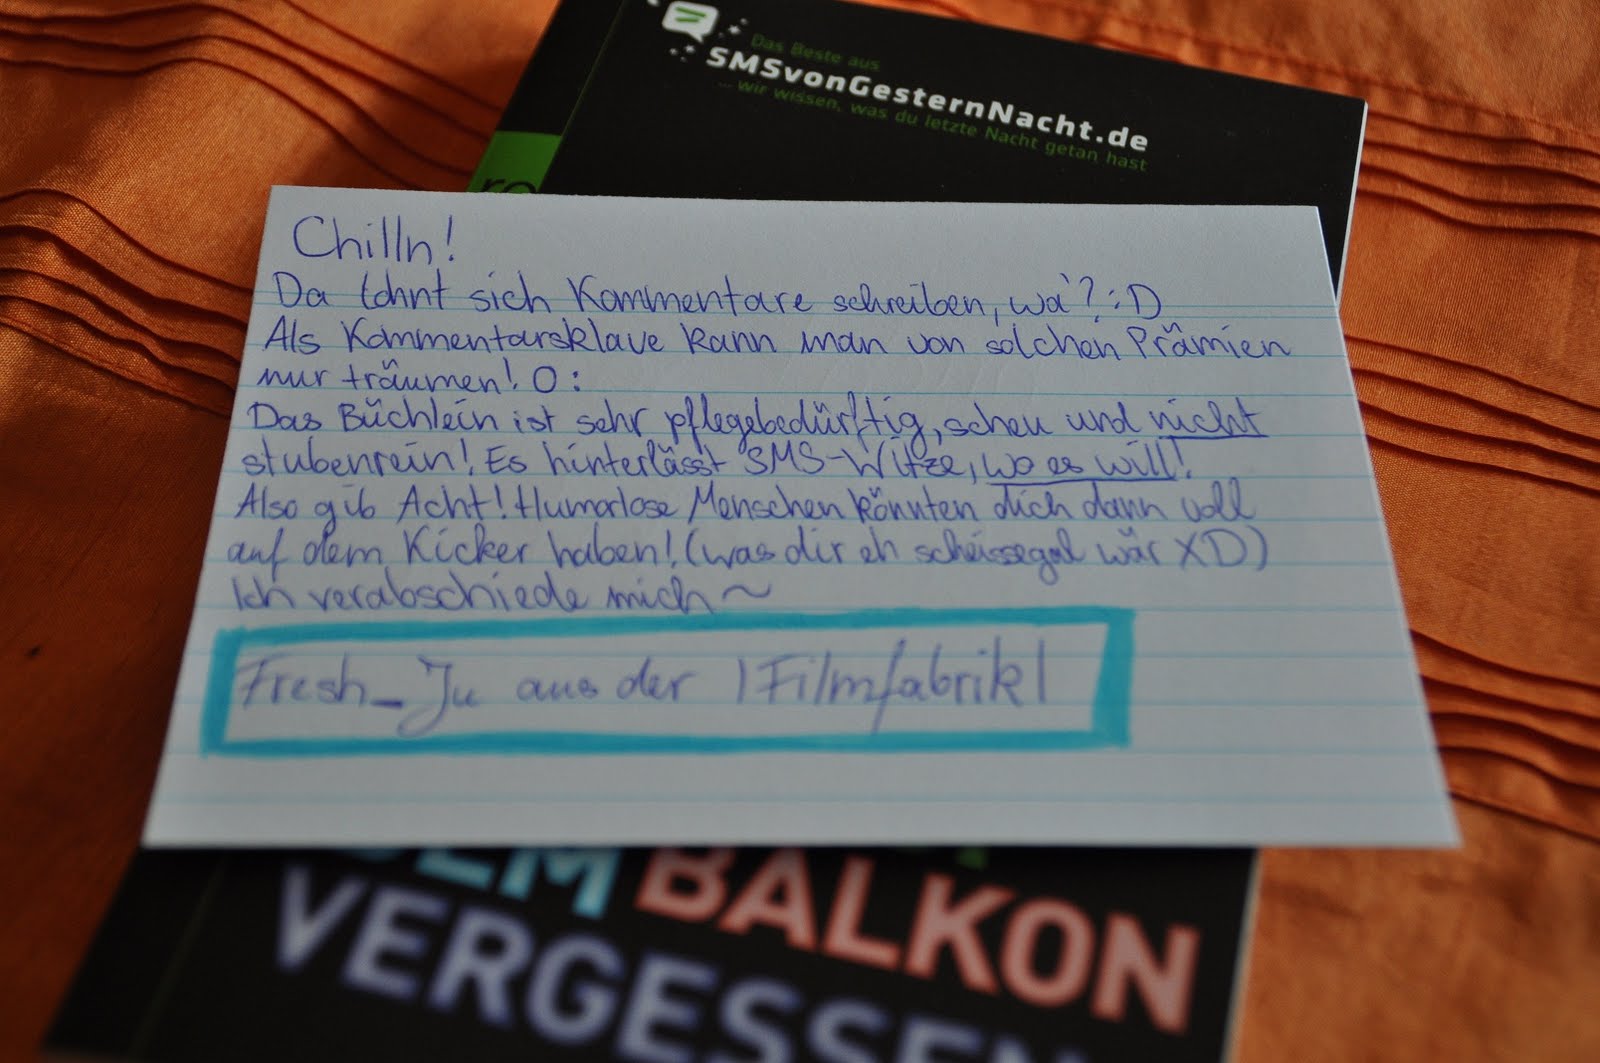 Das Beste aus
SMSvonGesternNacht.de
... wir wissen, was du letzte Nacht getan hast
ro
Chilln!
Da lohnt sich Kommentare schreiben, wa'? :D
Als Kommentarsklave kann man von solchen Prämien
nur träumen! O:
Das Büchlein ist sehr pflegebedürftig, scheu und nicht
stubenrein! Es hinterlässt SMS-Witze, wo es will!
Also gib Acht! Humorlose Menschen könnten dich dann voll
auf dem Kicker haben! (was dir eh scheissegal wär XD)
Ich verabschiede mich~
Fresh_Ju aus der |Filmfabrik|
DEM BALKON
VERGESSEN